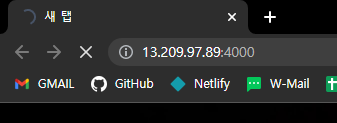 새 탭
13.209.97.89:4000
GMAIL GitHub Netlify W-Mail